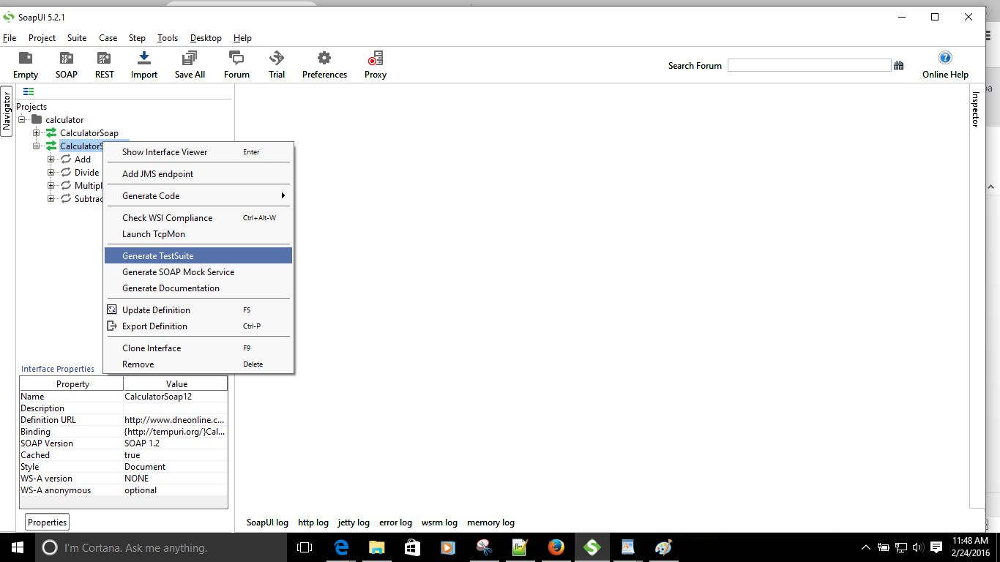 SoapUI 5.2.1
File Project Suite Case Step Tools Desktop Help
Empty SOAP REST Import Save All Forum Trial Preferences Proxy Search Forum Online Help
Navigator
Inspector
Projects
calculator
CalculatorSoap
CalculatorS
Add
Divide
Multipl
Subtrac
Show Interface Viewer Enter
Add JMS endpoint
Generate Code
Check WSI Compliance Ctrl+Alt-W
Launch TcpMon
Generate TestSuite
Generate SOAP Mock Service
Generate Documentation
Update Definition F5
Export Definition Ctrl-P
Clone Interface F9
Remove Delete
Interface Properties
Property Value
Name CalculatorSoap12
Description
Definition URL http://www.dneonline.c...
Binding {http://tempuri.org/}Cal...
SOAP Version SOAP 1.2
Cached true
Style Document
WS-A version NONE
WS-A anonymous optional
Properties
SoapUI log http log jetty log error log wsrm log memory log
I'm Cortana. Ask me anything.
11:48 AM
2/24/2016